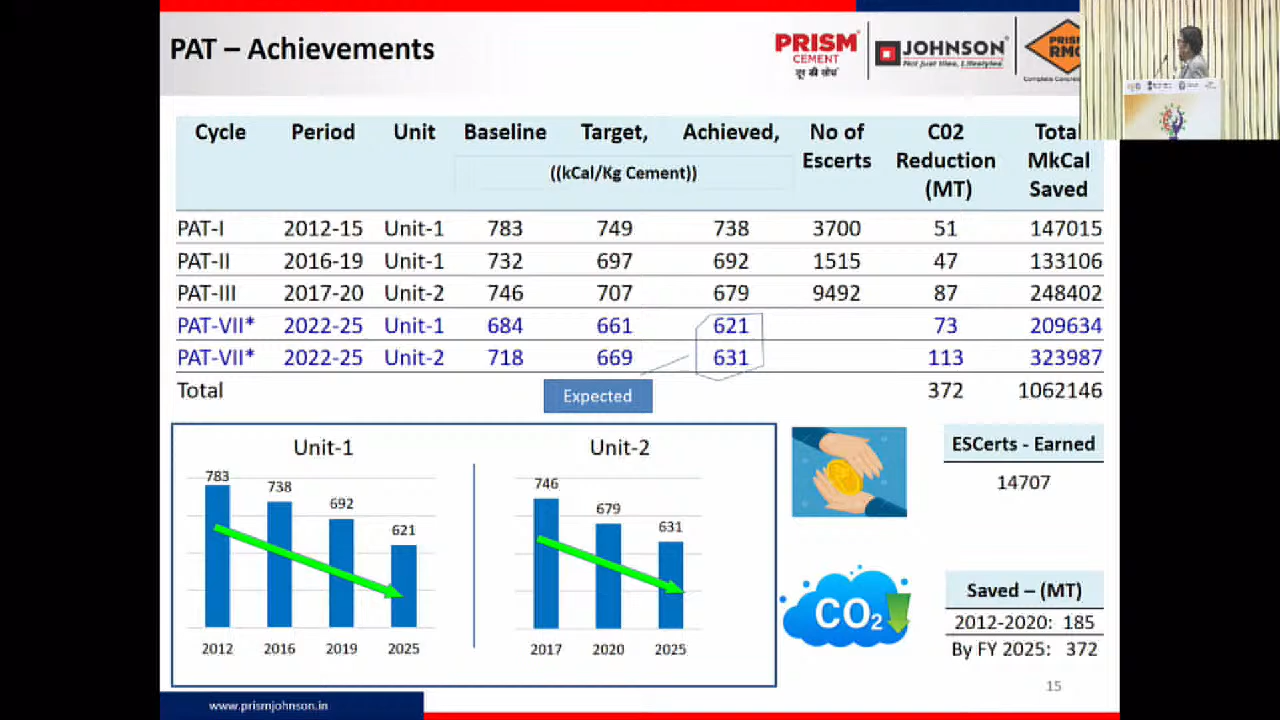 PAT – Achievements
PRISM
CEMENT
दूर की सोच
JOHNSON
Not just tiles, Lifestyles.
PRISM
RMC
Cycle Period Unit Baseline Target, Achieved, No of Escerts C02 Reduction (MT) Total MkCal Saved
((kCal/Kg Cement))
PAT-I 2012-15 Unit-1 783 749 738 3700 51 147015
PAT-II 2016-19 Unit-1 732 697 692 1515 47 133106
PAT-III 2017-20 Unit-2 746 707 679 9492 87 248402
PAT-VII* 2022-25 Unit-1 684 661 621 73 209634
PAT-VII* 2022-25 Unit-2 718 669 631 113 323987
Total 372 1062146
Expected
Unit-1
783
738
692
621
2012 2016 2019 2025
Unit-2
746
679
631
2017 2020 2025
ESCerts - Earned
14707
CO2
Saved – (MT)
2012-2020: 185
By FY 2025: 372
15
www.prismjohnson.in